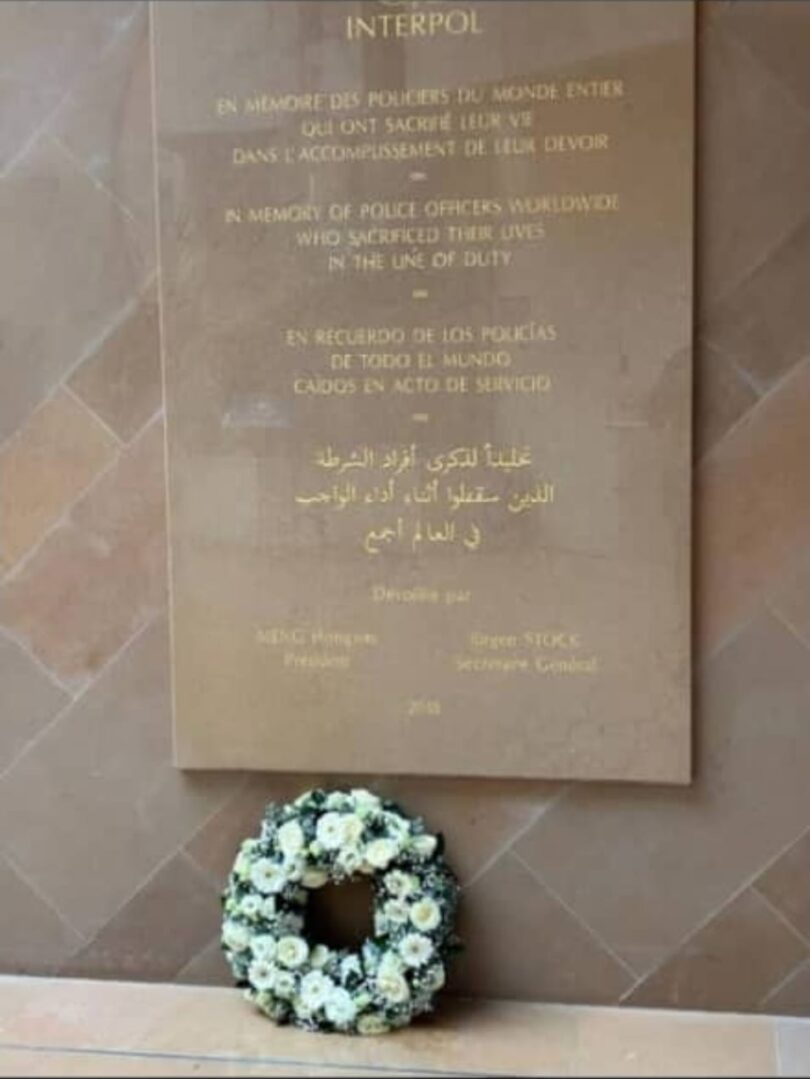 INTERPOL
EN MÉMOIRE DES POLICIERS DU MONDE ENTIER
QUI ONT SACRIFIÉ LEUR VIE
DANS L'ACCOMPLISSEMENT DE LEUR DEVOIR
IN MEMORY OF POLICE OFFICERS WORLDWIDE
WHO SACRIFICED THEIR LIVES
IN THE LINE OF DUTY
EN RECUERDO DE LOS POLICÍAS
DE TODO EL MUNDO
CAÍDOS EN ACTO DE SERVICIO
تخليداً لذكرى أفراد الشرطة
الذين سقطوا أثناء أداء الواجب
في العالم أجمع
Dévoilée par
MENG Hongwei
Président
Jürgen STOCK
Secrétaire Général